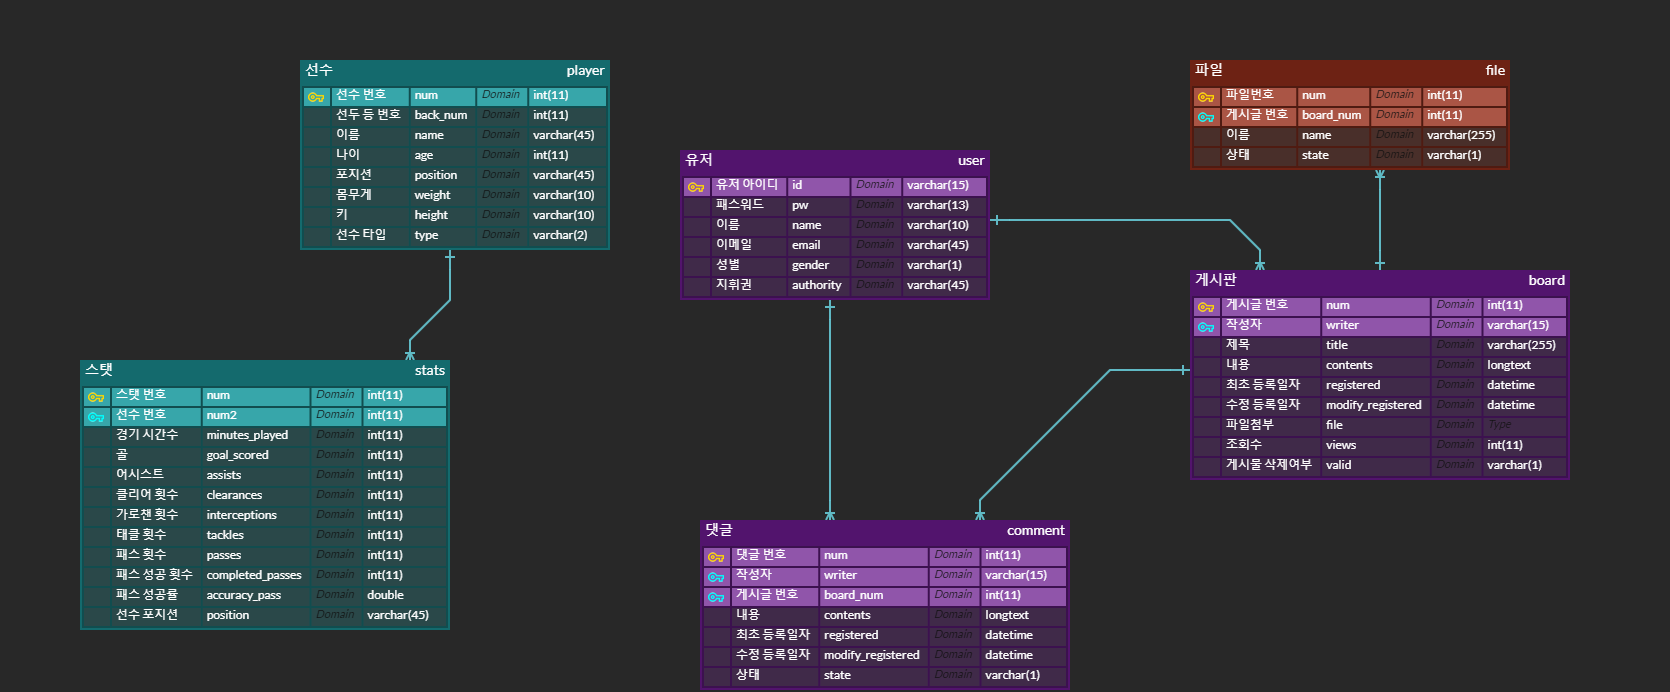 선수 player
선수 번호 num Domain int(11)
선두 등 번호 back_num Domain int(11)
이름 name Domain varchar(45)
나이 age Domain int(11)
포지션 position Domain varchar(45)
몸무게 weight Domain varchar(10)
키 height Domain varchar(10)
선수 타입 type Domain varchar(2)
파일 file
파일번호 num Domain int(11)
게시글 번호 board_num Domain int(11)
이름 name Domain varchar(255)
상태 state Domain varchar(1)
유저 user
유저 아이디 id Domain varchar(15)
패스워드 pw Domain varchar(13)
이름 name Domain varchar(10)
이메일 email Domain varchar(45)
성별 gender Domain varchar(1)
지휘권 authority Domain varchar(45)
게시판 board
게시글 번호 num Domain int(11)
작성자 writer Domain varchar(15)
제목 title Domain varchar(255)
내용 contents Domain longtext
최초 등록일자 registered Domain datetime
수정 등록일자 modify_registered Domain datetime
파일첨부 file Domain Type
조회수 views Domain int(11)
게시물 삭제여부 valid Domain varchar(1)
스탯 stats
스탯 번호 num Domain int(11)
선수 번호 num2 Domain int(11)
경기 시간수 minutes_played Domain int(11)
골 goal_scored Domain int(11)
어시스트 assists Domain int(11)
클리어 횟수 clearances Domain int(11)
가로챈 횟수 interceptions Domain int(11)
태클 횟수 tackles Domain int(11)
패스 횟수 passes Domain int(11)
패스 성공 횟수 completed_passes Domain int(11)
패스 성공률 accuracy_pass Domain double
선수 포지션 position Domain varchar(45)
댓글 comment
댓글 번호 num Domain int(11)
작성자 writer Domain varchar(15)
게시글 번호 board_num Domain int(11)
내용 contents Domain longtext
최초 등록일자 registered Domain datetime
수정 등록일자 modify_registered Domain datetime
상태 state Domain varchar(1)